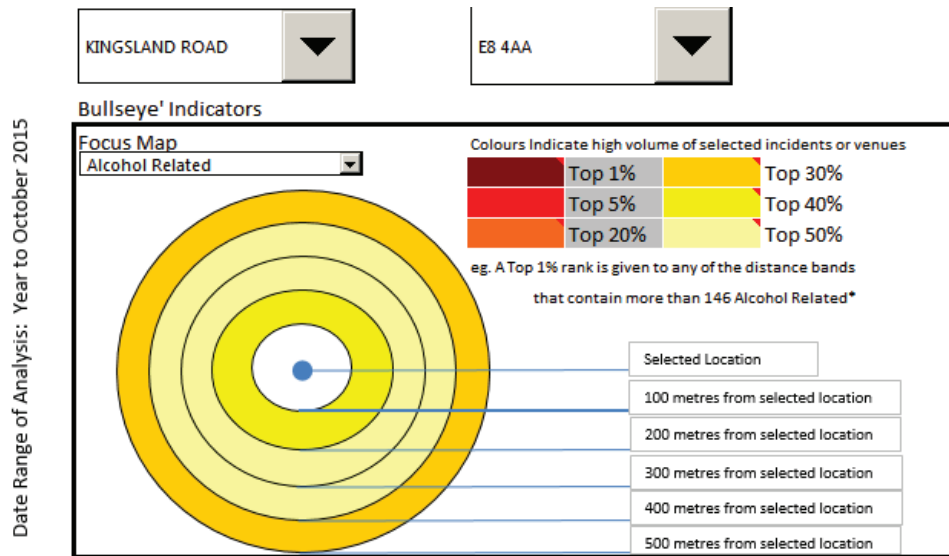 KINGSLAND ROAD
E8 4AA
Bullseye' Indicators
Date Range of Analysis: Year to October 2015
Focus Map
Alcohol Related
Colours Indicate high volume of selected incidents or venues
Top 1%
Top 30%
Top 5%
Top 40%
Top 20%
Top 50%
eg. A Top 1% rank is given to any of the distance bands
that contain more than 146 Alcohol Related*
Selected Location
100 metres from selected location
200 metres from selected location
300 metres from selected location
400 metres from selected location
500 metres from selected location